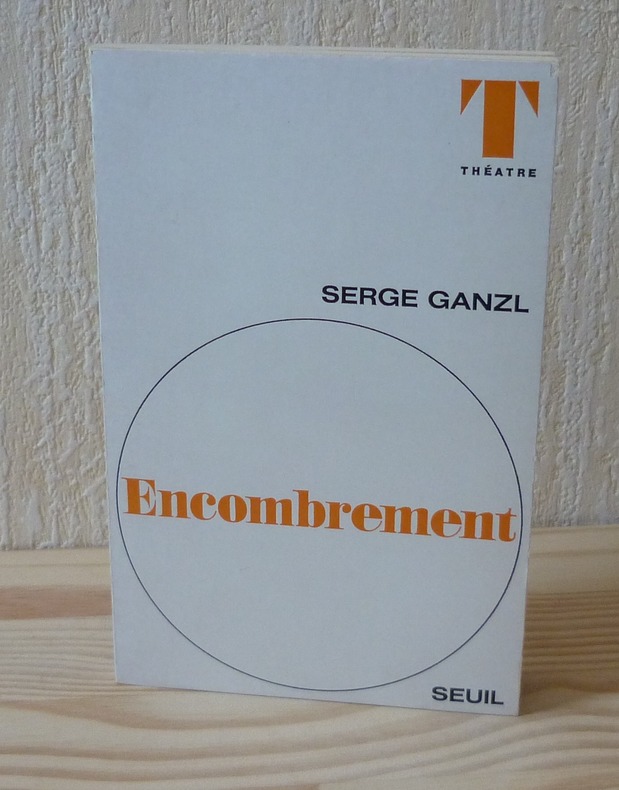 T
THÉATRE
SERGE GANZL
Encombrement
SEUIL